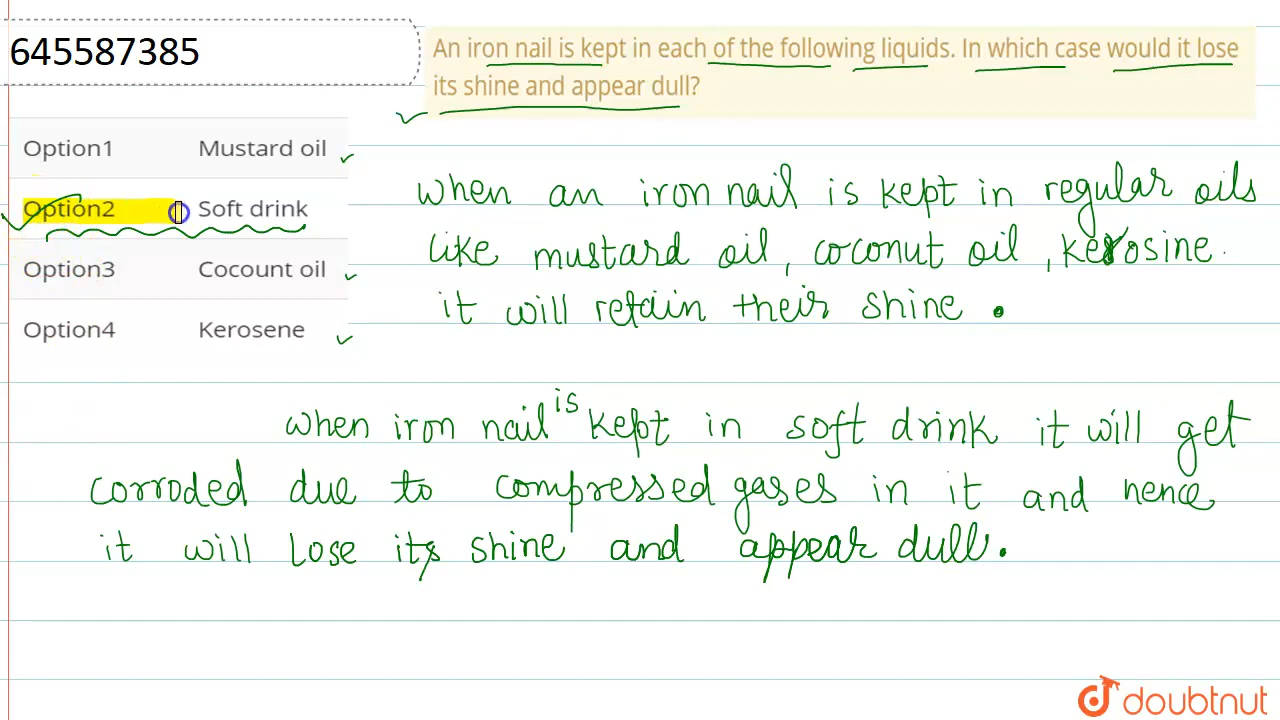 645587385
An iron nail is kept in each of the following liquids. In which case would it lose
its shine and appear dull?
Option1 Mustard oil
Option2 Soft drink
Option3 Cocount oil
Option4 Kerosene
when an iron nail is kept in regular oils
like mustard oil, coconut oil, kerosine.
it will retain their shine.
when iron nail is kept in soft drink it will get
corroded due to compressed gases in it and hence
it will lose its shine and appear dull.
doubtnut